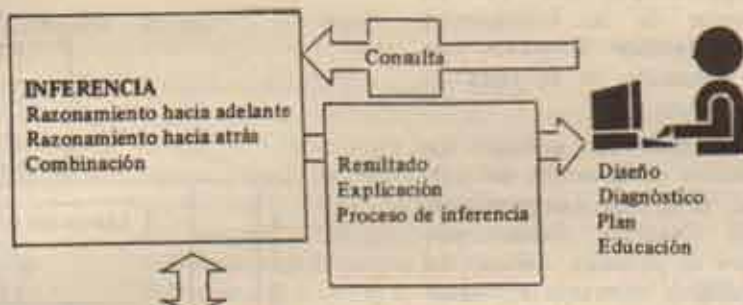 Consulta
INFERENCIA
Razonamiento hacia adelante
Razonamiento hacia atrás
Combinación
Resultado
Explicación
Proceso de inferencia
Diseño
Diagnóstico
Plan
Educación